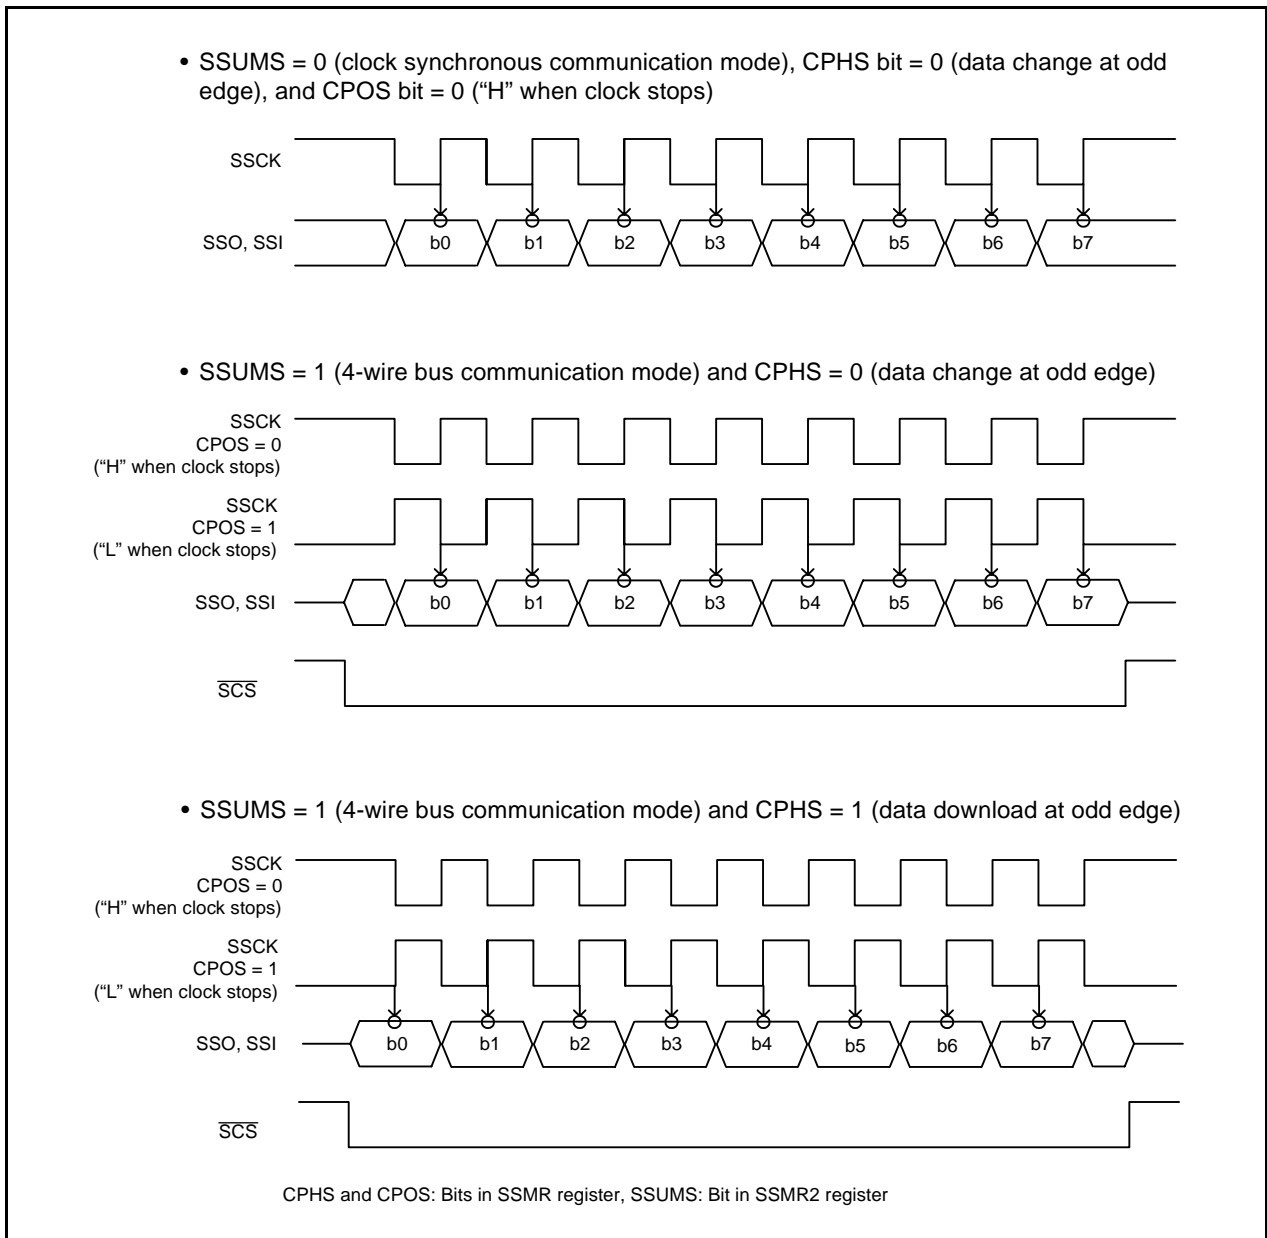 • SSUMS = 0 (clock synchronous communication mode), CPHS bit = 0 (data change at odd
edge), and CPOS bit = 0 (“H” when clock stops)
SSCK
SSO, SSI
b0 b1 b2 b3 b4 b5 b6 b7
• SSUMS = 1 (4-wire bus communication mode) and CPHS = 0 (data change at odd edge)
SSCK
CPOS = 0
(“H” when clock stops)
SSCK
CPOS = 1
(“L” when clock stops)
SSO, SSI
b0 b1 b2 b3 b4 b5 b6 b7
SCS
• SSUMS = 1 (4-wire bus communication mode) and CPHS = 1 (data download at odd edge)
SSCK
CPOS = 0
(“H” when clock stops)
SSCK
CPOS = 1
(“L” when clock stops)
SSO, SSI
b0 b1 b2 b3 b4 b5 b6 b7
SCS
CPHS and CPOS: Bits in SSMR register, SSUMS: Bit in SSMR2 register